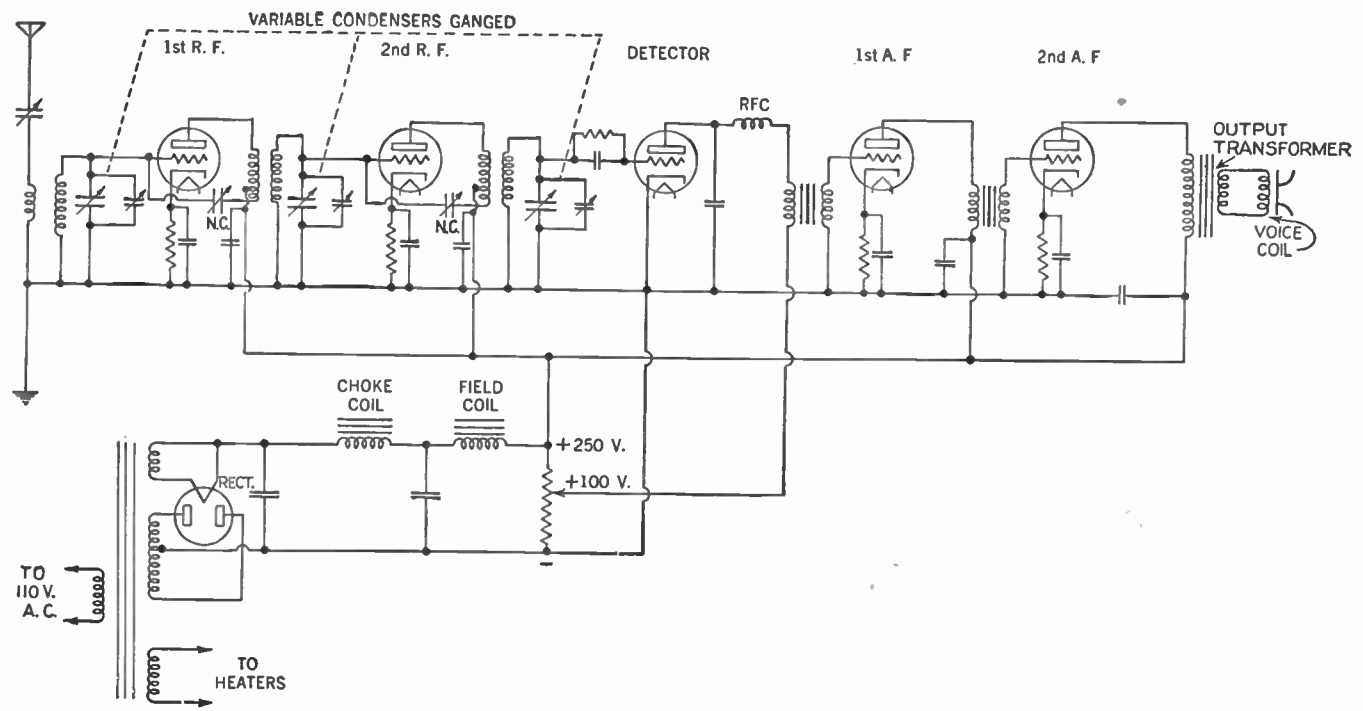 VARIABLE CONDENSERS GANGED
1st R. F.
2nd R. F.
DETECTOR
1st A. F
2nd A. F
RFC
OUTPUT
TRANSFORMER
N.C.
N.C.
VOICE
COIL
CHOKE
COIL
FIELD
COIL
+250 V.
RECT.
+100 V.
−
TO
110 V.
A. C.
TO
HEATERS